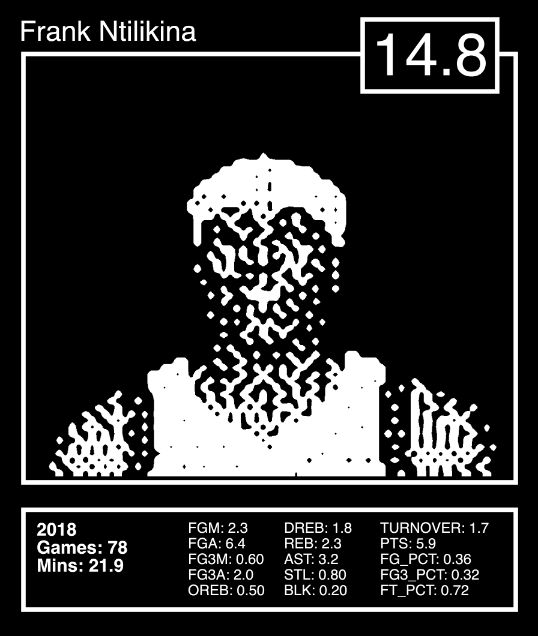 Frank Ntilikina
14.8
2018
Games: 78
Mins: 21.9
FGM: 2.3
FGA: 6.4
FG3M: 0.60
FG3A: 2.0
OREB: 0.50
DREB: 1.8
REB: 2.3
AST: 3.2
STL: 0.80
BLK: 0.20
TURNOVER: 1.7
PTS: 5.9
FG_PCT: 0.36
FG3_PCT: 0.32
FT_PCT: 0.72